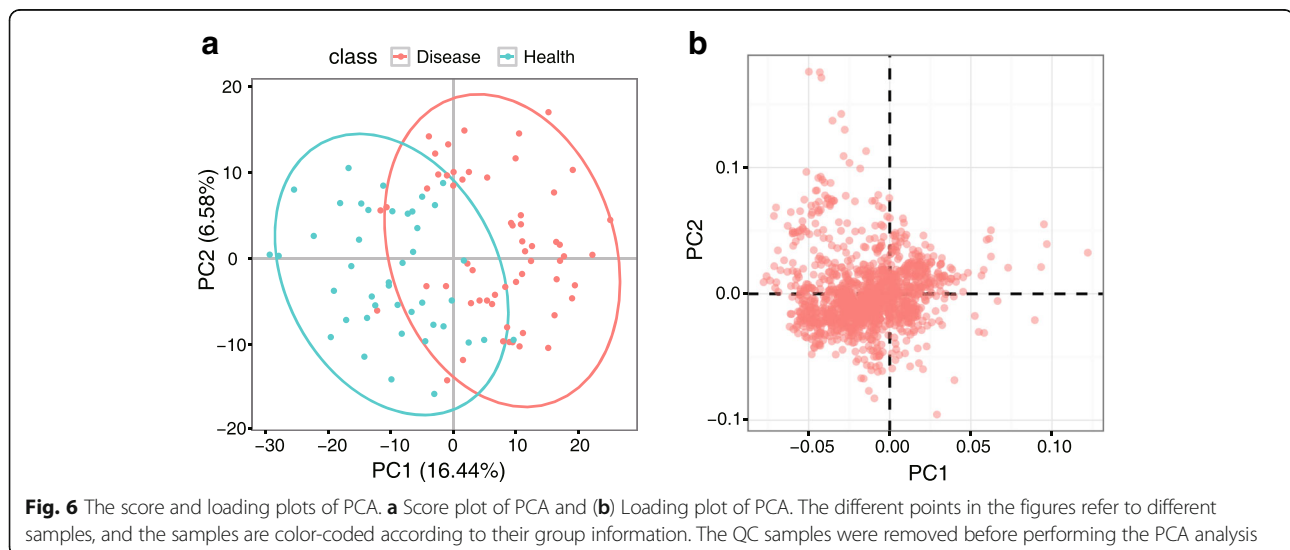 a
b
class Disease Health
20
10
0
−10
−20
PC2 (6.58%)
−30 −20 −10 0 10 20
PC1 (16.44%)
0.1
0.0
−0.1
PC2
−0.05 0.00 0.05 0.10
PC1
Fig. 6 The score and loading plots of PCA. a Score plot of PCA and (b) Loading plot of PCA. The different points in the figures refer to different
samples, and the samples are color-coded according to their group information. The QC samples were removed before performing the PCA analysis